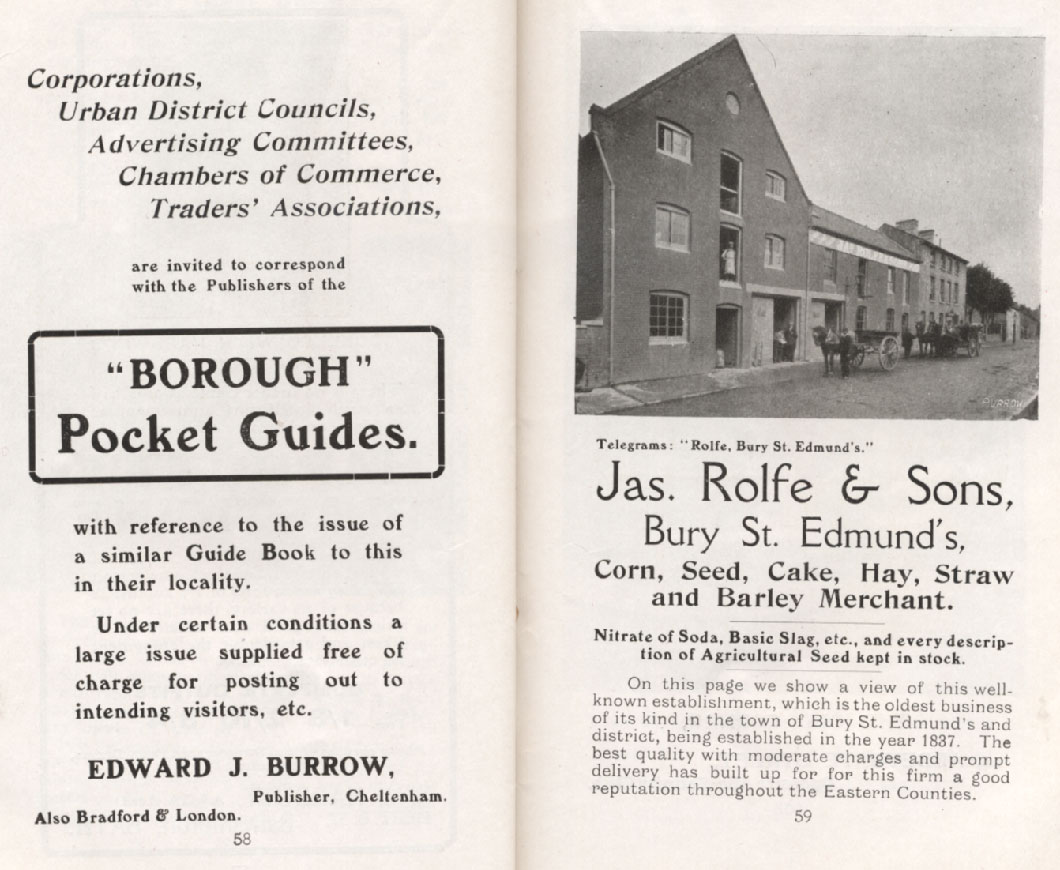 Corporations,
Urban District Councils,
Advertising Committees,
Chambers of Commerce,
Traders' Associations,
are invited to correspond
with the Publishers of the
"BOROUGH"
Pocket Guides.
with reference to the issue of
a similar Guide Book to this
in their locality.
Under certain conditions a
large issue supplied free of
charge for posting out to
intending visitors, etc.
EDWARD J. BURROW,
Publisher, Cheltenham.
Also Bradford & London.
58
BURROW
Telegrams: "Rolfe, Bury St. Edmund's."
Jas. Rolfe & Sons,
Bury St. Edmund's,
Corn, Seed, Cake, Hay, Straw
and Barley Merchant.
Nitrate of Soda, Basic Slag, etc., and every descrip-
tion of Agricultural Seed kept in stock.
On this page we show a view of this well-
known establishment, which is the oldest business
of its kind in the town of Bury St. Edmund's and
district, being established in the year 1837. The
best quality with moderate charges and prompt
delivery has built up for for this firm a good
reputation throughout the Eastern Counties.
59